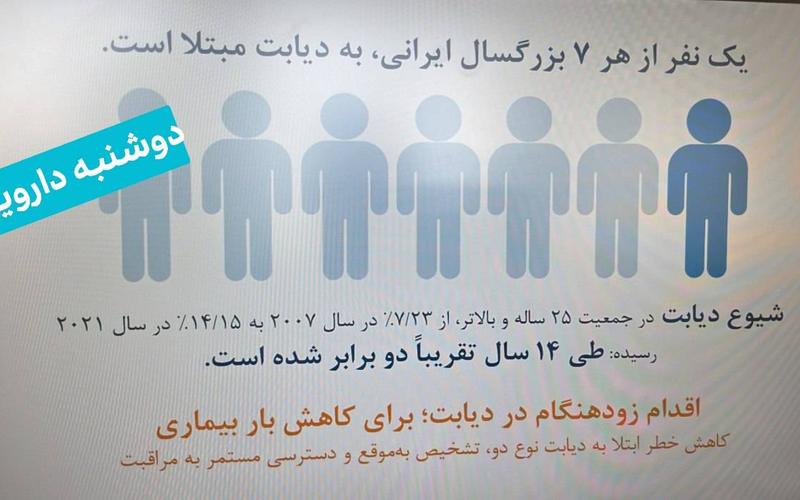 یک نفر از هر ۷ بزرگسال ایرانی، به دیابت مبتلا است.
دوشنبه
شیوع دیابت در جمعیت ۲۵ ساله و بالاتر، از ۷/۲۳٪ در سال ۲۰۰۷ به ۱۴/۱۵٪ در سال ۲۰۲۱
رسیده: طی ۱۴ سال تقریباً دو برابر شده است.
اقدام زودهنگام در دیابت؛ برای کاهش بار بیماری
کاهش خطر ابتلا به دیابت نوع دو، تشخیص به‌موقع و دسترسی مستمر به مراقبت